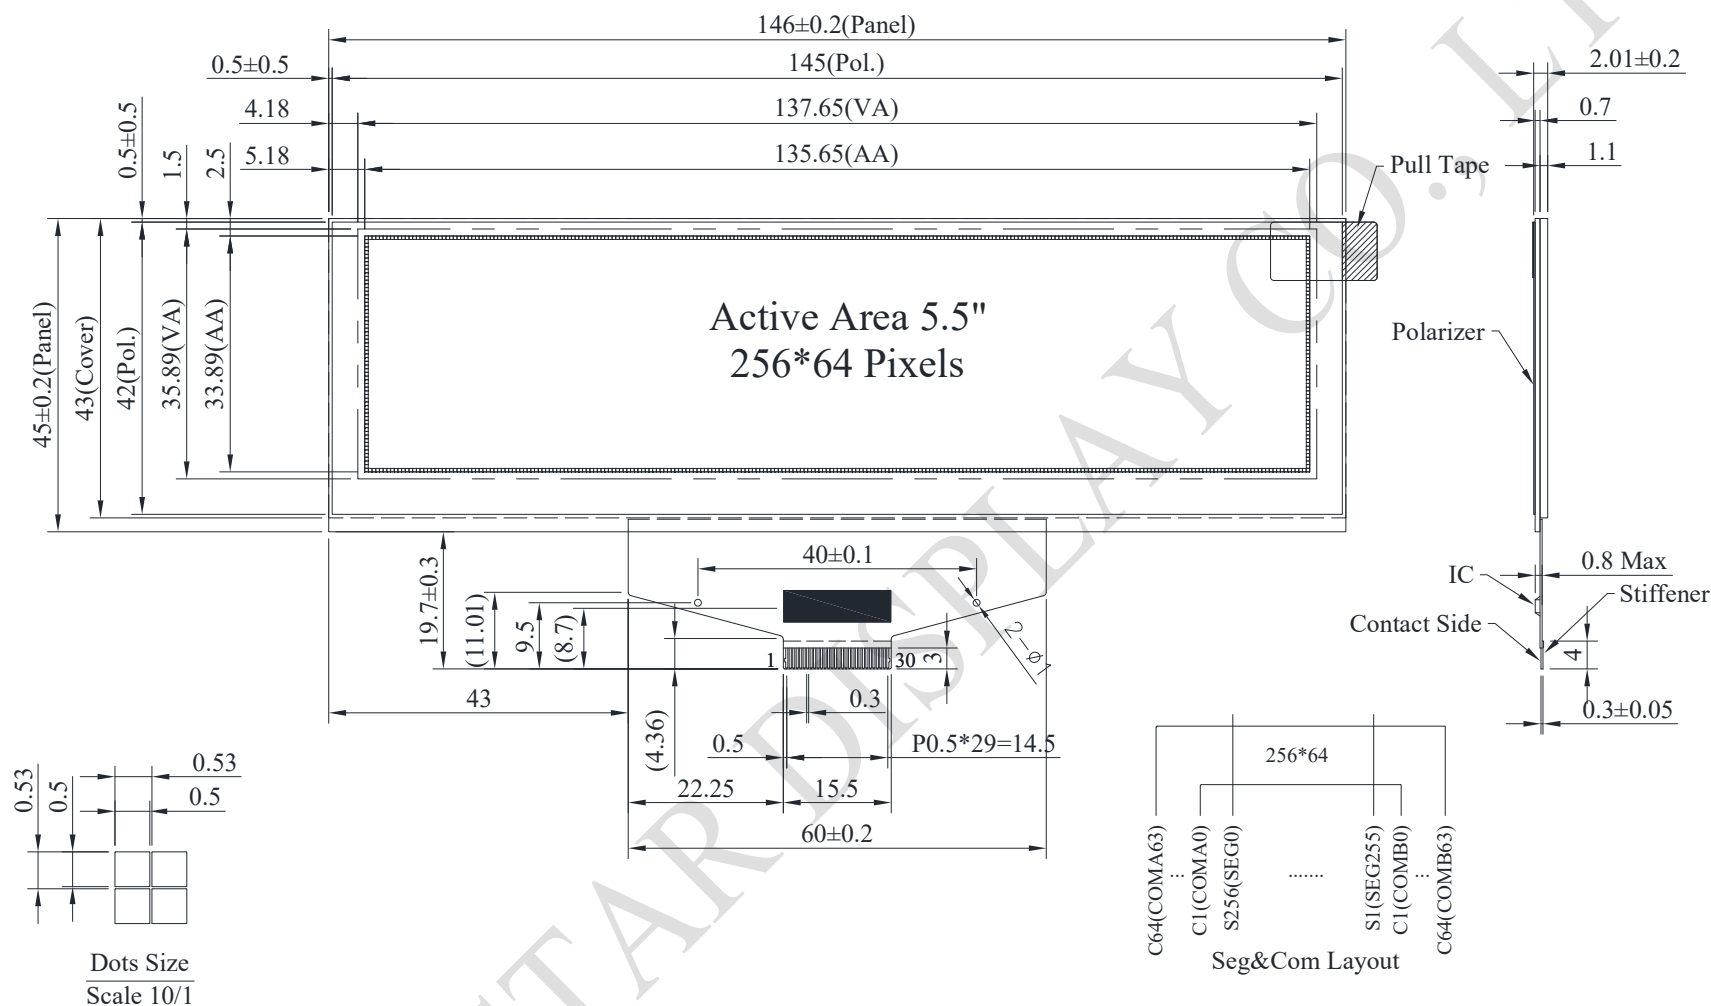 146±0.2(Panel)
0.5±0.5
145(Pol.)
2.01±0.2
4.18
137.65(VA)
0.7
5.18
135.65(AA)
1.1
0.5±0.5
1.5
2.5
Pull Tape
45±0.2(Panel)
43(Cover)
42(Pol.)
35.89(VA)
33.89(AA)
Active Area 5.5"
256*64 Pixels
Polarizer
19.7±0.3
(11.01)
9.5
(8.7)
40±0.1
IC
0.8 Max
Stiffener
Contact Side
4
1
30
3
2-ϕ1
43
0.3
0.3±0.05
(4.36)
0.5
P0.5*29=14.5
22.25
15.5
60±0.2
0.53
0.5
0.53
0.5
Dots Size
Scale 10/1
256*64
C64(COMA63)
...
C1(COMA0)
S256(SEG0)
.......
S1(SEG255)
C1(COMB0)
...
C64(COMB63)
Seg&Com Layout
STAR DISPLAY CO., LT